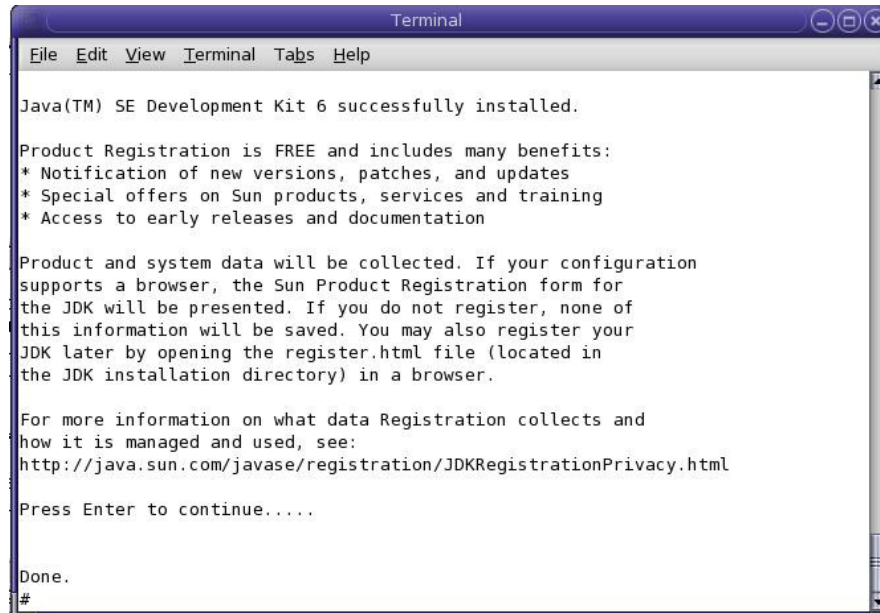 Terminal
File Edit View Terminal Tabs Help
Java(TM) SE Development Kit 6 successfully installed.
Product Registration is FREE and includes many benefits:
* Notification of new versions, patches, and updates
* Special offers on Sun products, services and training
* Access to early releases and documentation
Product and system data will be collected. If your configuration
supports a browser, the Sun Product Registration form for
the JDK will be presented. If you do not register, none of
this information will be saved. You may also register your
JDK later by opening the register.html file (located in
the JDK installation directory) in a browser.
For more information on what data Registration collects and
how it is managed and used, see:
http://java.sun.com/javase/registration/JDKRegistrationPrivacy.html
Press Enter to continue.....
Done.
#